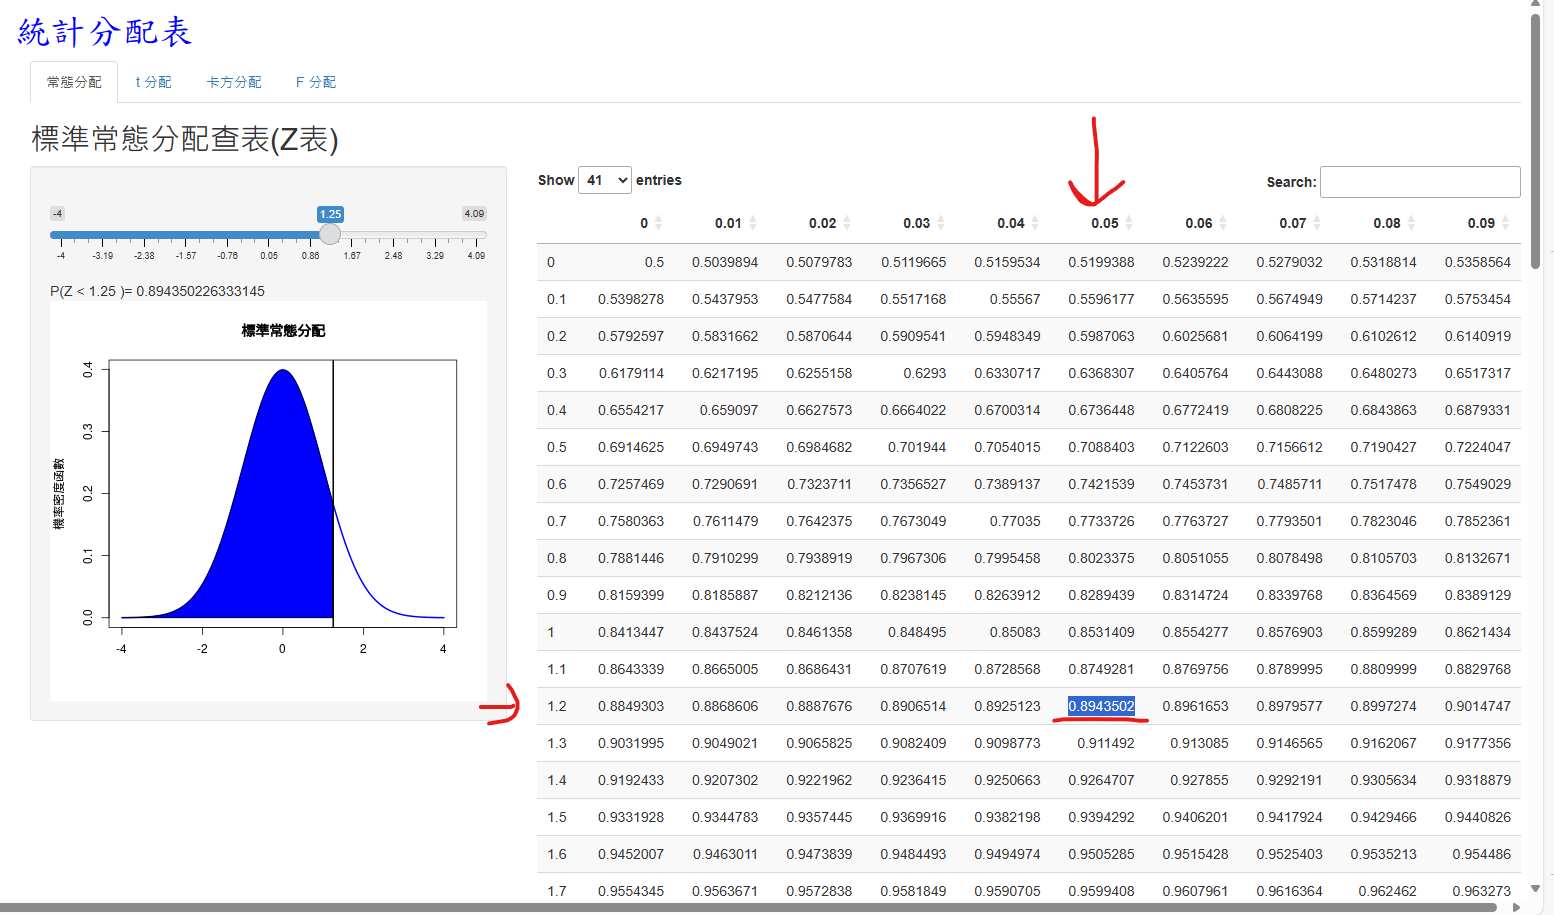 統計分配表
常態分配 t 分配 卡方分配 F 分配
標準常態分配查表(Z表)
-4 1.25 4.09
-4 -3.19 -2.38 -1.57 -0.76 0.05 0.86 1.67 2.48 3.29 4.09
P(Z < 1.25 )= 0.894350226333145
標準常態分配
機率密度函數
0.4
0.3
0.2
0.1
0.0
-4 -2 0 2 4
Show 41 entries
Search:
0 0.01 0.02 0.03 0.04 0.05 0.06 0.07 0.08 0.09
0 0.5 0.5039894 0.5079783 0.5119665 0.5159534 0.5199388 0.5239222 0.5279032 0.5318814 0.5358564
0.1 0.5398278 0.5437953 0.5477584 0.5517168 0.55567 0.5596177 0.5635595 0.5674949 0.5714237 0.5753454
0.2 0.5792597 0.5831662 0.5870644 0.5909541 0.5948349 0.5987063 0.6025681 0.6064199 0.6102612 0.6140919
0.3 0.6179114 0.6217195 0.6255158 0.6293 0.6330717 0.6368307 0.6405764 0.6443088 0.6480273 0.6517317
0.4 0.6554217 0.659097 0.6627573 0.6664022 0.6700314 0.6736448 0.6772419 0.6808225 0.6843863 0.6879331
0.5 0.6914625 0.6949743 0.6984682 0.701944 0.7054015 0.7088403 0.7122603 0.7156612 0.7190427 0.7224047
0.6 0.7257469 0.7290691 0.7323711 0.7356527 0.7389137 0.7421539 0.7453731 0.7485711 0.7517478 0.7549029
0.7 0.7580363 0.7611479 0.7642375 0.7673049 0.77035 0.7733726 0.7763727 0.7793501 0.7823046 0.7852361
0.8 0.7881446 0.7910299 0.7938919 0.7967306 0.7995458 0.8023375 0.8051055 0.8078498 0.8105703 0.8132671
0.9 0.8159399 0.8185887 0.8212136 0.8238145 0.8263912 0.8289439 0.8314724 0.8339768 0.8364569 0.8389129
1 0.8413447 0.8437524 0.8461358 0.848495 0.85083 0.8531409 0.8554277 0.8576903 0.8599289 0.8621434
1.1 0.8643339 0.8665005 0.8686431 0.8707619 0.8728568 0.8749281 0.8769756 0.8789995 0.8809999 0.8829768
1.2 0.8849303 0.8868606 0.8887676 0.8906514 0.8925123 0.8943502 0.8961653 0.8979577 0.8997274 0.9014747
1.3 0.9031995 0.9049021 0.9065825 0.9082409 0.9098773 0.911492 0.913085 0.9146565 0.9162067 0.9177356
1.4 0.9192433 0.9207302 0.9221962 0.9236415 0.9250663 0.9264707 0.927855 0.9292191 0.9305634 0.9318879
1.5 0.9331928 0.9344783 0.9357445 0.9369916 0.9382198 0.9394292 0.9406201 0.9417924 0.9429466 0.9440826
1.6 0.9452007 0.9463011 0.9473839 0.9484493 0.9494974 0.9505285 0.9515428 0.9525403 0.9535213 0.954486
1.7 0.9554345 0.9563671 0.9572838 0.9581849 0.9590705 0.9599408 0.9607961 0.9616364 0.962462 0.963273